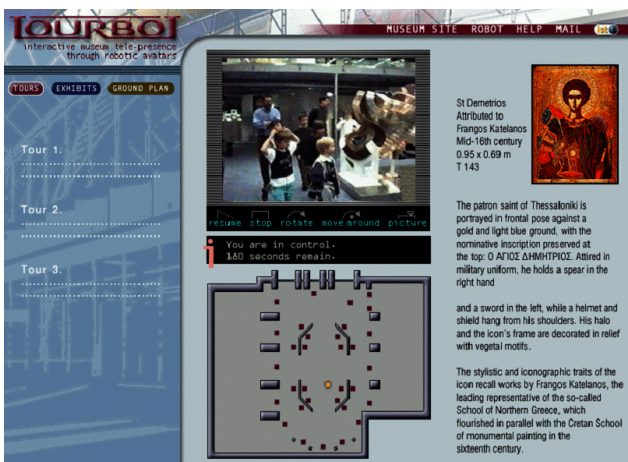 TOURBOT
interactive museum tele-presence
through robotic avatars
MUSEUM SITE ROBOT HELP MAIL ist
TOURS EXHIBITS GROUND PLAN
Tour 1.
Tour 2.
Tour 3.
resume stop rotate move around picture
i
You are in control.
180 seconds remain.
St Demetrios
Attributed to
Frangos Katelanos
Mid-16th century
0.95 x 0.69 m
T 143
The patron saint of Thessaloniki is
portrayed in frontal pose against a
gold and light blue ground, with the
nominative inscription preserved at
the top: Ο ΑΓΙΟΣ ΔΗΜΗΤΡΙΟΣ. Attired in
military uniform, he holds a spear in the
right hand
and a sword in the left, while a helmet and
shield hang from his shoulders. His halo
and the icon's frame are decorated in relief
with vegetal motifs.
The stylistic and iconographic traits of the
icon recall works by Frangos Katelanos, the
leading representative of the so-called
School of Northern Greece, which
flourished in parallel with the Cretan School
of monumental painting in the
sixteenth century.